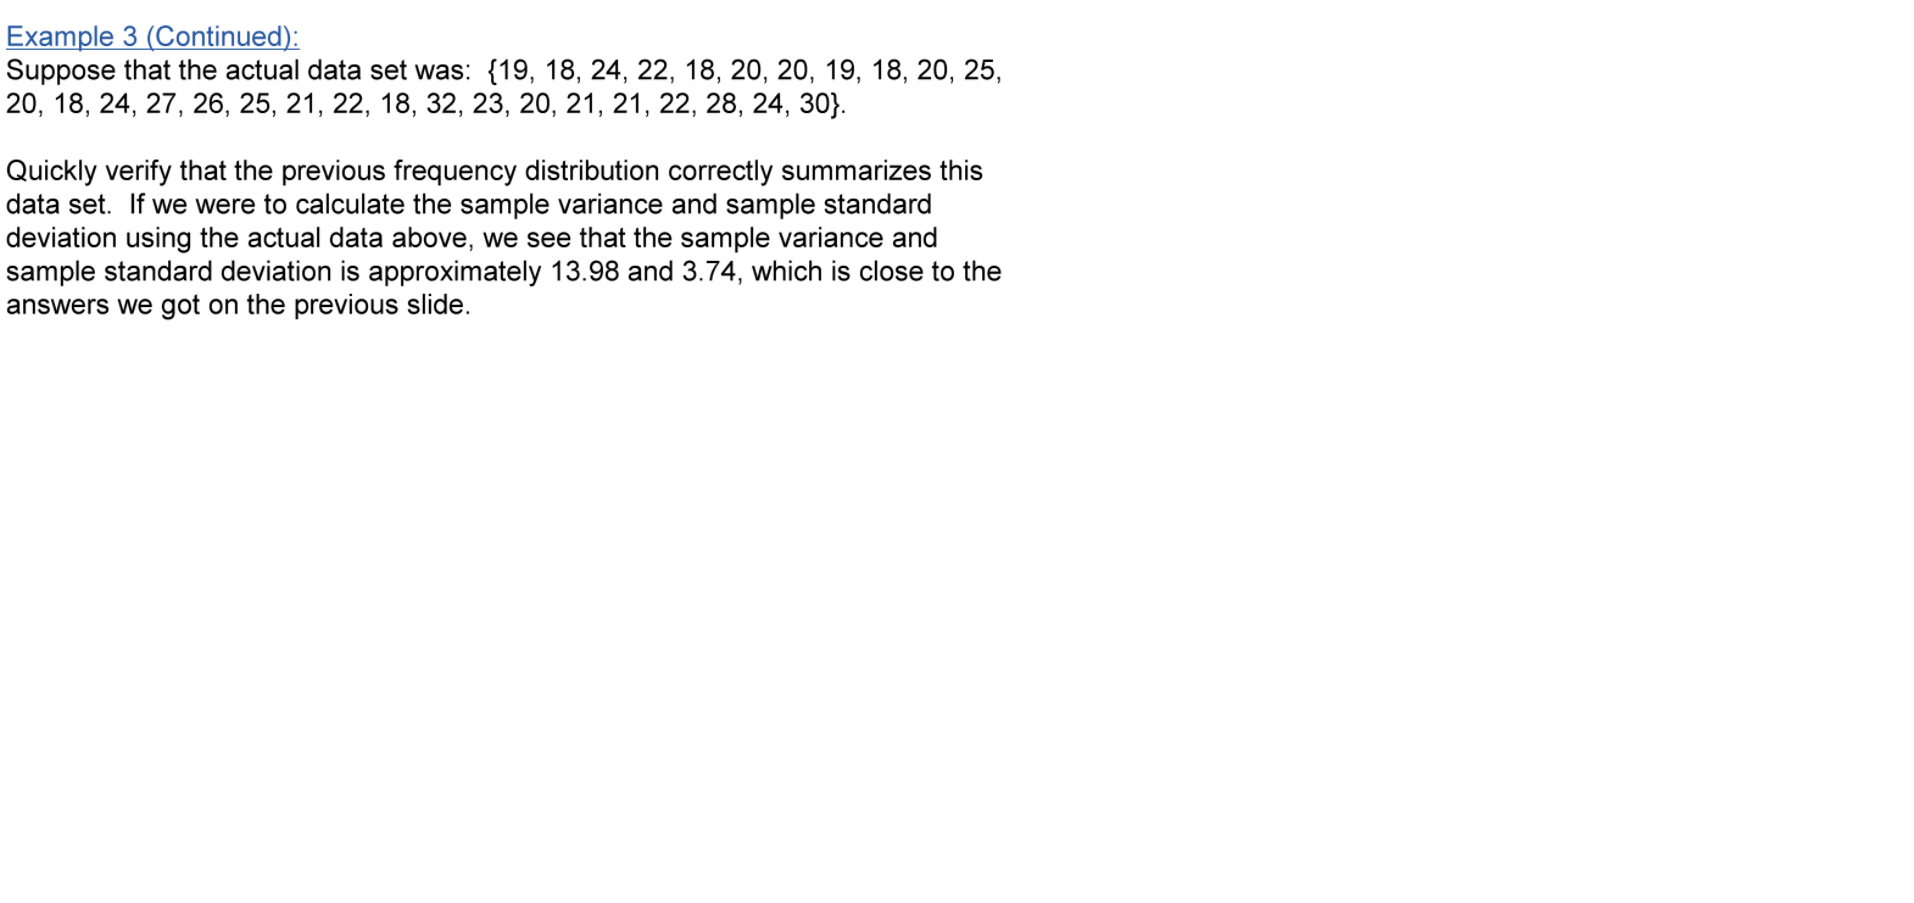 Example 3 (Continued):
Suppose that the actual data set was:  {19, 18, 24, 22, 18, 20, 20, 19, 18, 20, 25,
20, 18, 24, 27, 26, 25, 21, 22, 18, 32, 23, 20, 21, 21, 22, 28, 24, 30}.
Quickly verify that the previous frequency distribution correctly summarizes this
data set.  If we were to calculate the sample variance and sample standard
deviation using the actual data above, we see that the sample variance and
sample standard deviation is approximately 13.98 and 3.74, which is close to the
answers we got on the previous slide.